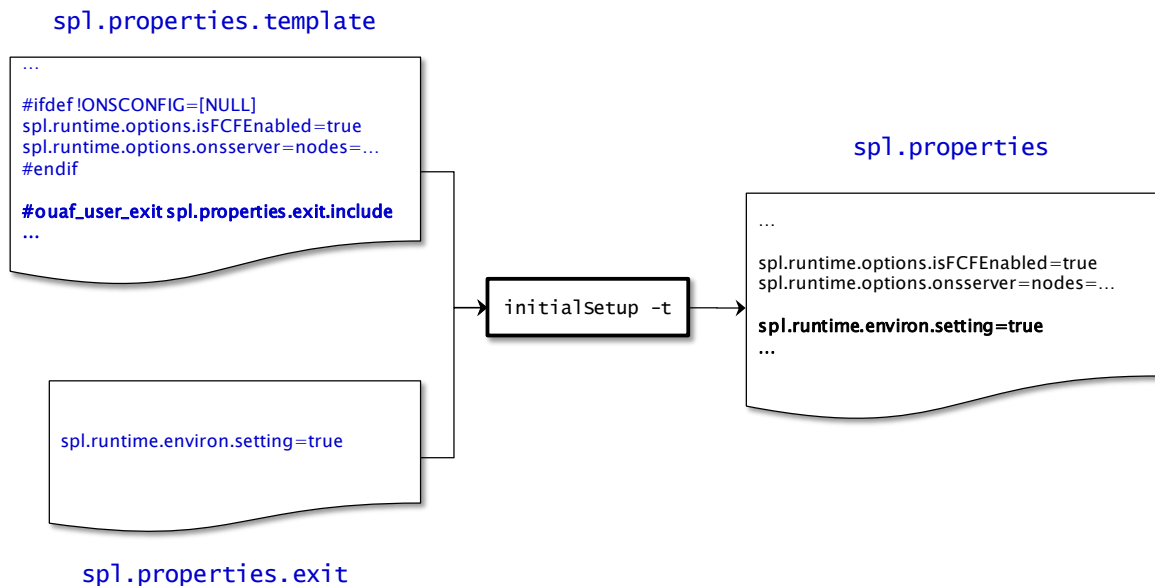 spl.properties.template
...
#ifdef !ONSCONFIG=[NULL]
spl.runtime.options.isFCFEnabled=true
spl.runtime.options.onsserver=nodes=...
#endif
#ouaf_user_exit spl.properties.exit.include
...
spl.runtime.environ.setting=true
spl.properties.exit
initialSetup -t
spl.properties
...
spl.runtime.options.isFCFEnabled=true
spl.runtime.options.onsserver=nodes=...
spl.runtime.environ.setting=true
...